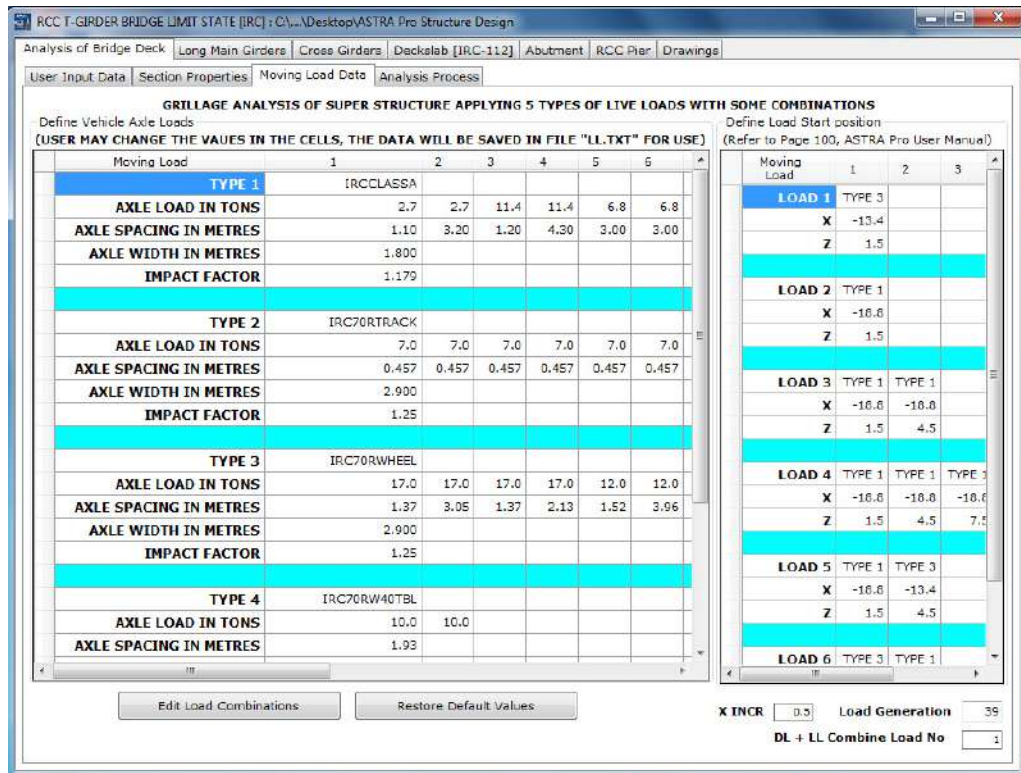 RCC T-GIRDER BRIDGE LIMIT STATE [IRC] : C:\...\Desktop\ASTRA Pro Structure Design
Analysis of Bridge Deck Long Main Girders Cross Girders Deckslab [IRC-112] Abutment RCC Pier Drawings
User Input Data Section Properties Moving Load Data Analysis Process
GRILLAGE ANALYSIS OF SUPER STRUCTURE APPLYING 5 TYPES OF LIVE LOADS WITH SOME COMBINATIONS
Define Vehicle Axle Loads
(USER MAY CHANGE THE VAUES IN THE CELLS, THE DATA WILL BE SAVED IN FILE "LL.TXT" FOR USE)
Moving Load 1 2 3 4 5 6
TYPE 1 IRCCLASSA
AXLE LOAD IN TONS 2.7 2.7 11.4 11.4 6.8 6.8
AXLE SPACING IN METRES 1.10 3.20 1.20 4.30 3.00 3.00
AXLE WIDTH IN METRES 1.800
IMPACT FACTOR 1.179
TYPE 2 IRC70RTRACK
AXLE LOAD IN TONS 7.0 7.0 7.0 7.0 7.0 7.0
AXLE SPACING IN METRES 0.457 0.457 0.457 0.457 0.457 0.457
AXLE WIDTH IN METRES 2.900
IMPACT FACTOR 1.25
TYPE 3 IRC70RWHEEL
AXLE LOAD IN TONS 17.0 17.0 17.0 17.0 12.0 12.0
AXLE SPACING IN METRES 1.37 3.05 1.37 2.13 1.52 3.96
AXLE WIDTH IN METRES 2.900
IMPACT FACTOR 1.25
TYPE 4 IRC70RW40TBL
AXLE LOAD IN TONS 10.0 10.0
AXLE SPACING IN METRES 1.93
Define Load Start position
(Refer to Page 100, ASTRA Pro User Manual)
Moving
Load 1 2 3
LOAD 1 TYPE 3
X -13.4
Z 1.5
LOAD 2 TYPE 1
X -18.8
Z 1.5
LOAD 3 TYPE 1 TYPE 1
X -18.8 -18.8
Z 1.5 4.5
LOAD 4 TYPE 1 TYPE 1 TYPE
X -18.8 -18.8 -18.8
Z 1.5 4.5 7.5
LOAD 5 TYPE 1 TYPE 3
X -18.8 -13.4
Z 1.5 4.5
LOAD 6 TYPE 3 TYPE 1
Edit Load Combinations Restore Default Values
X INCR 0.5 Load Generation 39
DL + LL Combine Load No 1